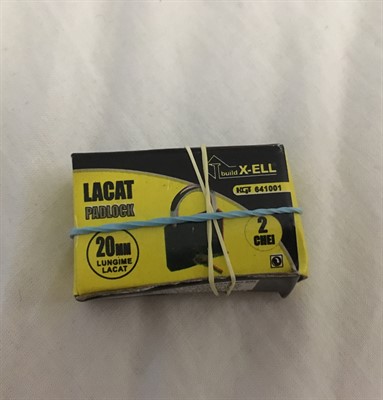 build X-ELL®
KGT 641001
LACAT
PADLOCK
20MM
LUNGIME
LACAT
2
CHEI